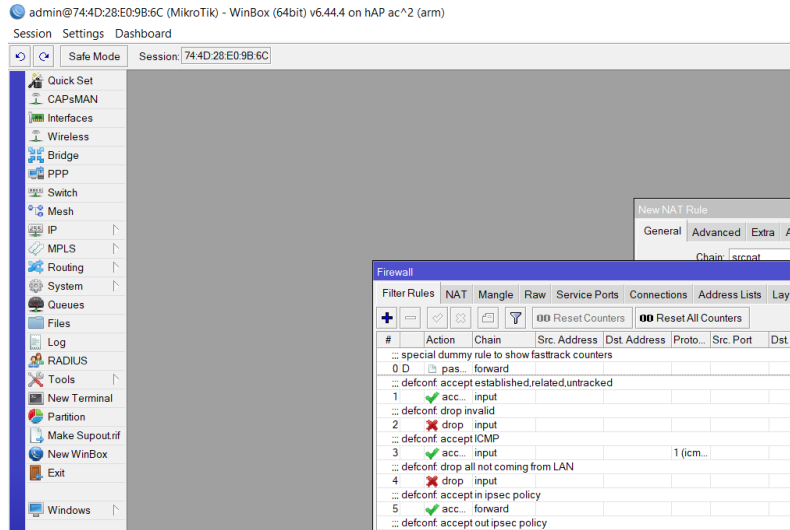 admin@74:4D:28:E0:9B:6C (MikroTik) - WinBox (64bit) v6.44.4 on hAP ac^2 (arm)
Session Settings Dashboard
Safe Mode Session: 74:4D:28:E0:9B:6C
Quick Set
CAPsMAN
Interfaces
Wireless
Bridge
PPP
Switch
Mesh
IP
MPLS
Routing
System
Queues
Files
Log
RADIUS
Tools
New Terminal
Partition
Make Supout.rif
New WinBox
Exit
Windows
New NAT Rule
General Advanced Extra A
Chain: srcnat
Firewall
Filter Rules NAT Mangle Raw Service Ports Connections Address Lists Lay
00 Reset Counters 00 Reset All Counters
# Action Chain Src. Address Dst. Address Proto... Src. Port Dst.
::: special dummy rule to show fasttrack counters
0 D pas... forward
::: defconf: accept established,related,untracked
1 acc... input
::: defconf: drop invalid
2 drop input
::: defconf: accept ICMP
3 acc... input 1 (icm...
::: defconf: drop all not coming from LAN
4 drop input
::: defconf: accept in ipsec policy
5 acc... forward
::: defconf: accept out ipsec policy